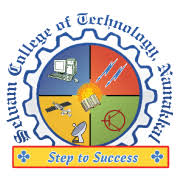 Selvam College of Technology, Namakkal
Step to Success